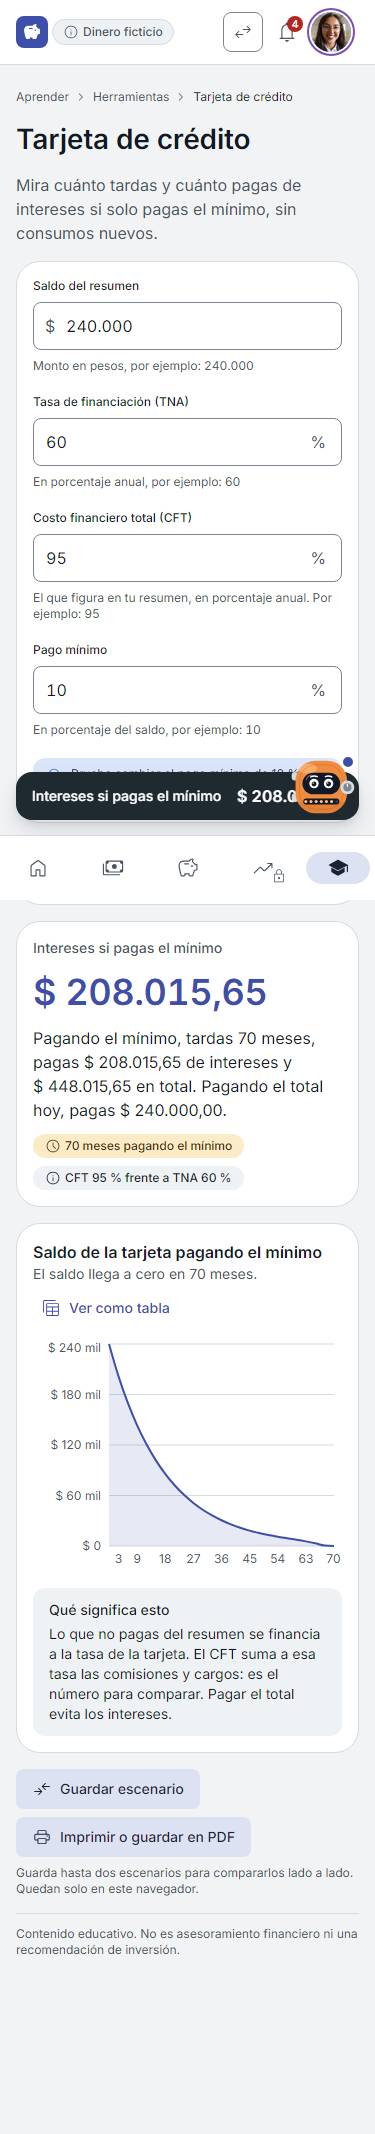 Dinero ficticio
4
Aprender > Herramientas > Tarjeta de crédito
Tarjeta de crédito
Mira cuánto tardas y cuánto pagas de
intereses si solo pagas el mínimo, sin
consumos nuevos.
Saldo del resumen
$ 240.000
Monto en pesos, por ejemplo: 240.000
Tasa de financiación (TNA)
60 %
En porcentaje anual, por ejemplo: 60
Costo financiero total (CFT)
95 %
El que figura en tu resumen, en porcentaje anual. Por
ejemplo: 95
Pago mínimo
10 %
En porcentaje del saldo, por ejemplo: 10
Intereses si pagas el mínimo $ 208.0
Intereses si pagas el mínimo
$ 208.015,65
Pagando el mínimo, tardas 70 meses,
pagas $ 208.015,65 de intereses y
$ 448.015,65 en total. Pagando el total
hoy, pagas $ 240.000,00.
70 meses pagando el mínimo
CFT 95 % frente a TNA 60 %
Saldo de la tarjeta pagando el mínimo
El saldo llega a cero en 70 meses.
Ver como tabla
$ 240 mil
$ 180 mil
$ 120 mil
$ 60 mil
$ 0
3 9 18 27 36 45 54 63 70
Qué significa esto
Lo que no pagas del resumen se financia
a la tasa de la tarjeta. El CFT suma a esa
tasa las comisiones y cargos: es el
número para comparar. Pagar el total
evita los intereses.
Guardar escenario
Imprimir o guardar en PDF
Guarda hasta dos escenarios para compararlos lado a lado.
Quedan solo en este navegador.
Contenido educativo. No es asesoramiento financiero ni una
recomendación de inversión.